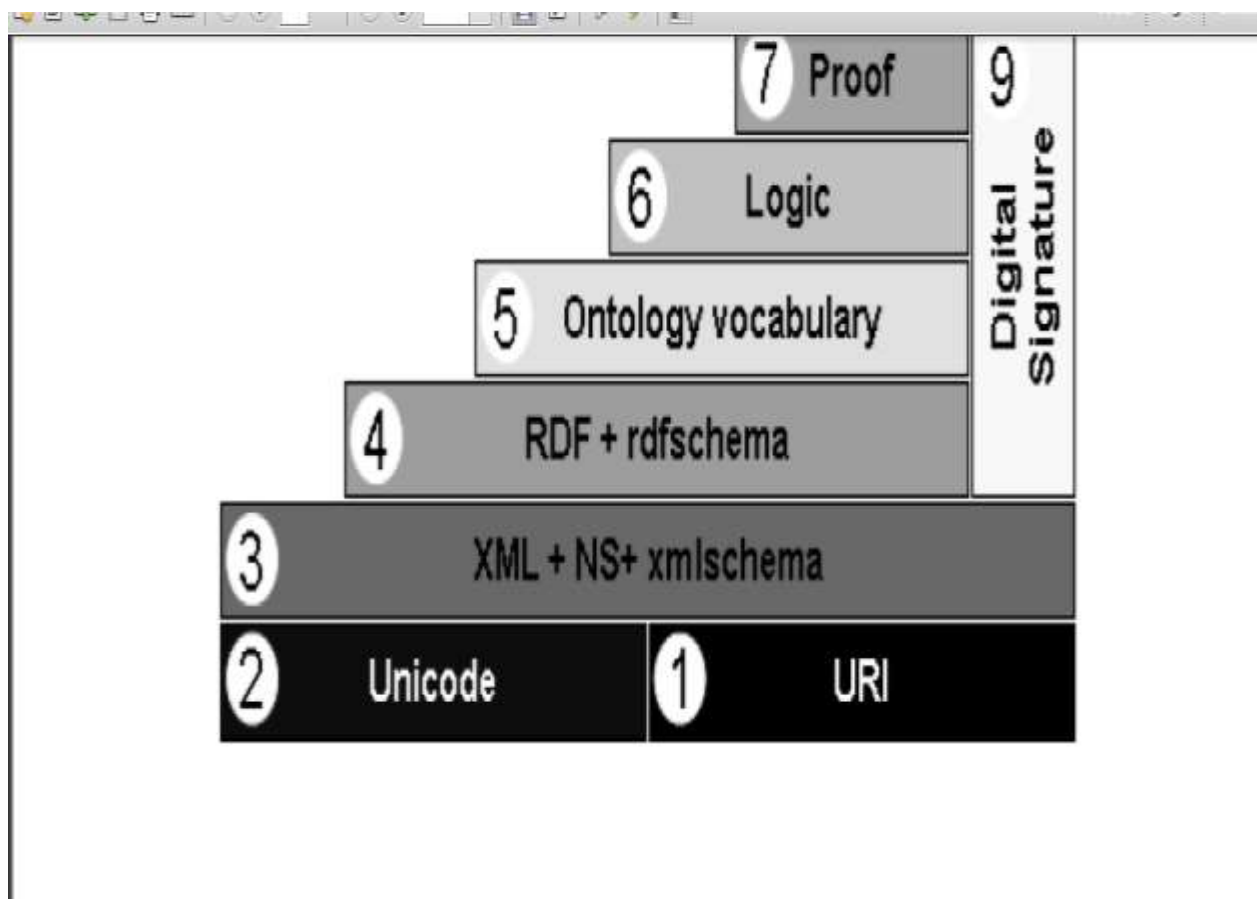 7 Proof
9
Digital
Signature
6 Logic
5 Ontology vocabulary
4 RDF + rdfschema
3 XML + NS+ xmlschema
2 Unicode
1 URI